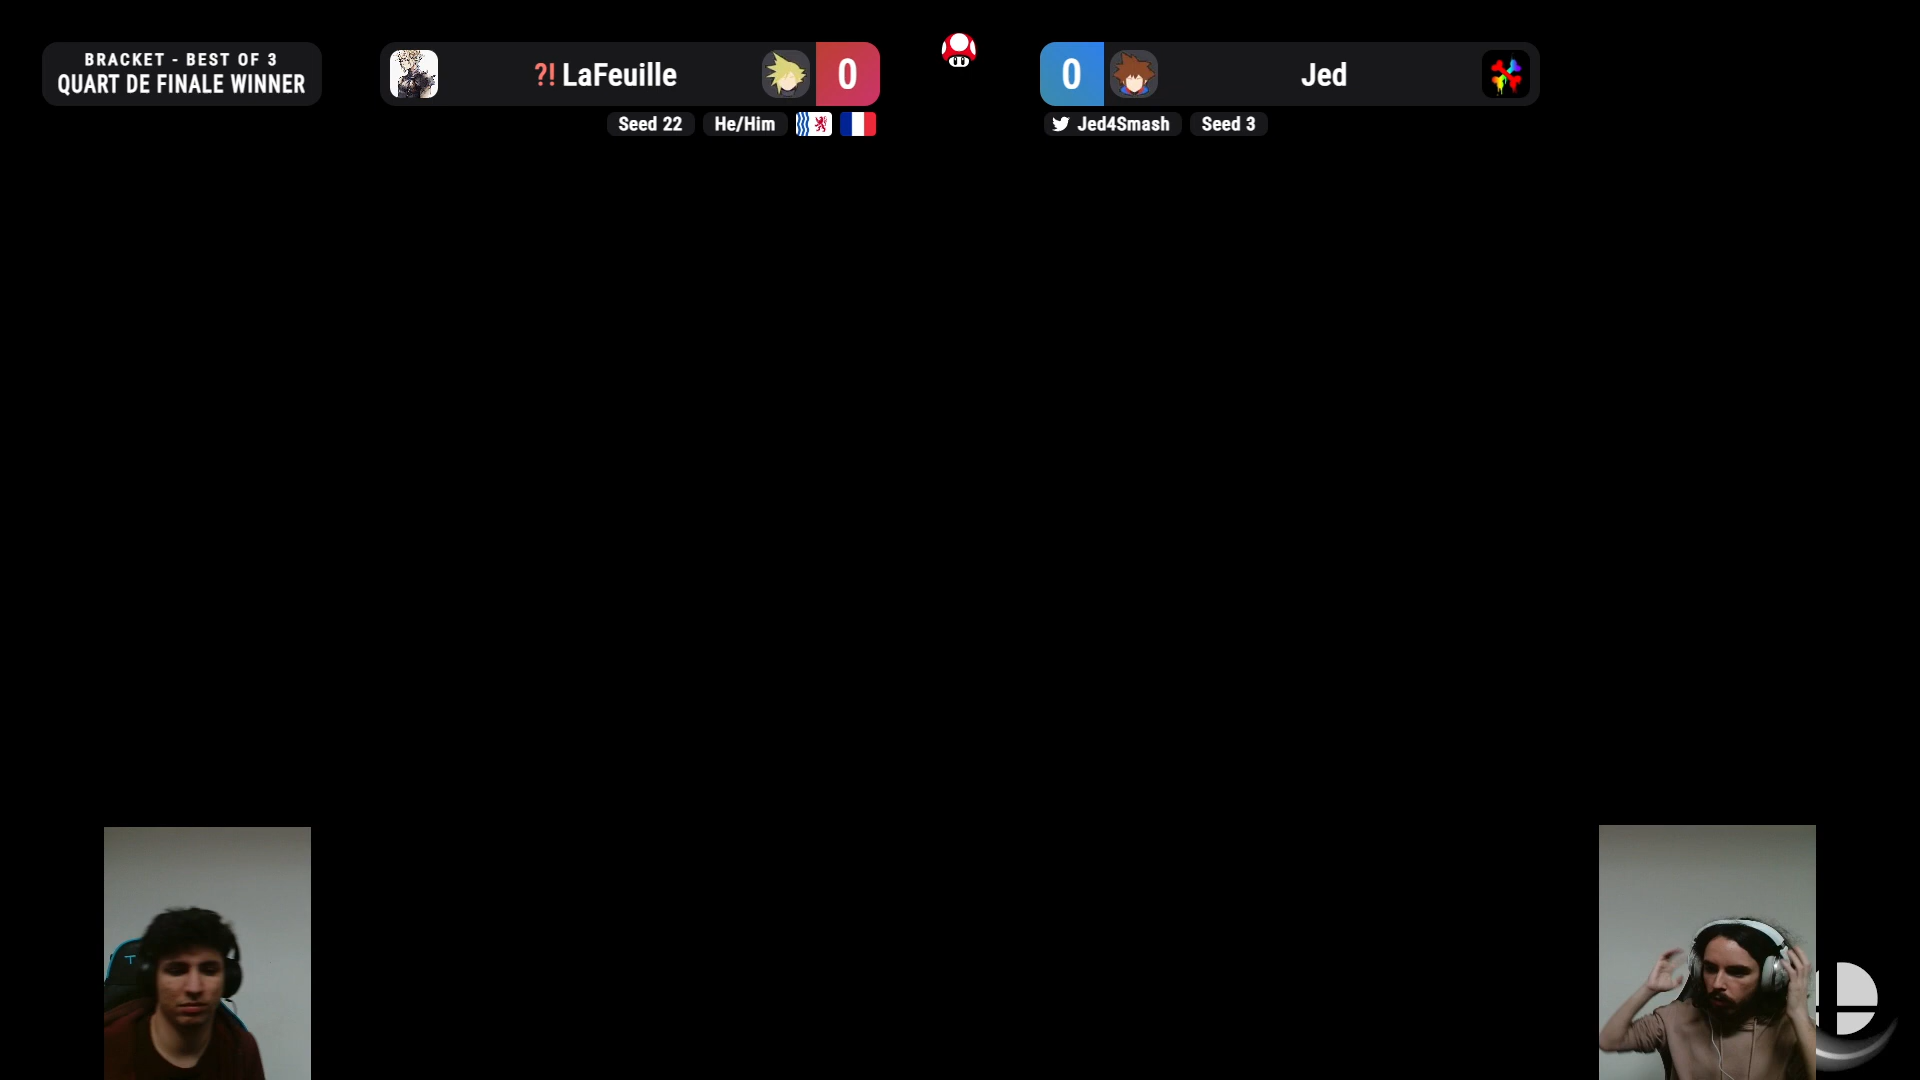 BRACKET - BEST OF 3
QUART DE FINALE WINNER
?! LaFeuille
0
Seed 22
He/Him
0
Jed
Jed4Smash
Seed 3
T